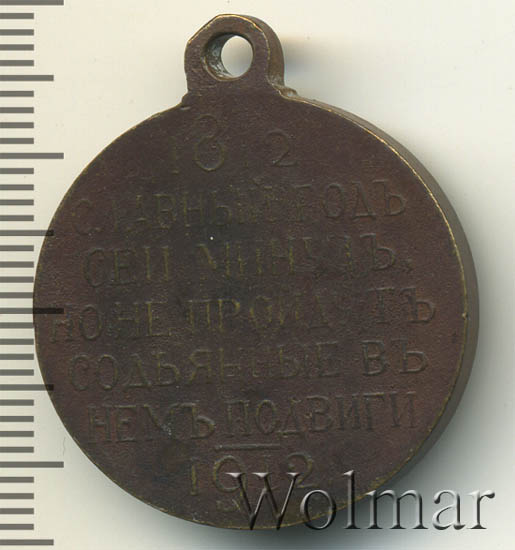 1812
СЛАВНЫЙ ГОДЪ
СЕЙ МИНУЛЪ,
НО НЕ ПРОЙДУТЪ
СОДѢЯННЫЕ ВЪ
НЕМЪ ПОДВИГИ
1912
Wolmar